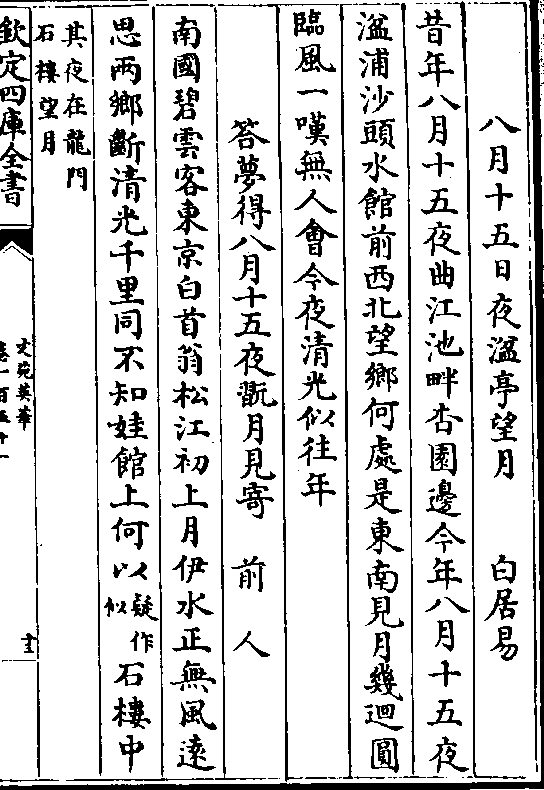 八月十五日夜湓亭望月　白居易
昔年八月十五夜曲江池畔杏園邊今年八月十五夜
湓浦沙頭水館前西北望鄉何處是東南見月幾迴圓
臨風一嘆無人會今夜清光似往年
答夢得八月十五夜翫月見寄　前人
南國碧雲客東京白首翁松江初上月伊水正無風遠
思兩鄉斷清光千里同不知娃館上何以疑作似石樓中
其夜在龍門
石樓望月
欽定四庫全書
文苑英華
卷一百五十一